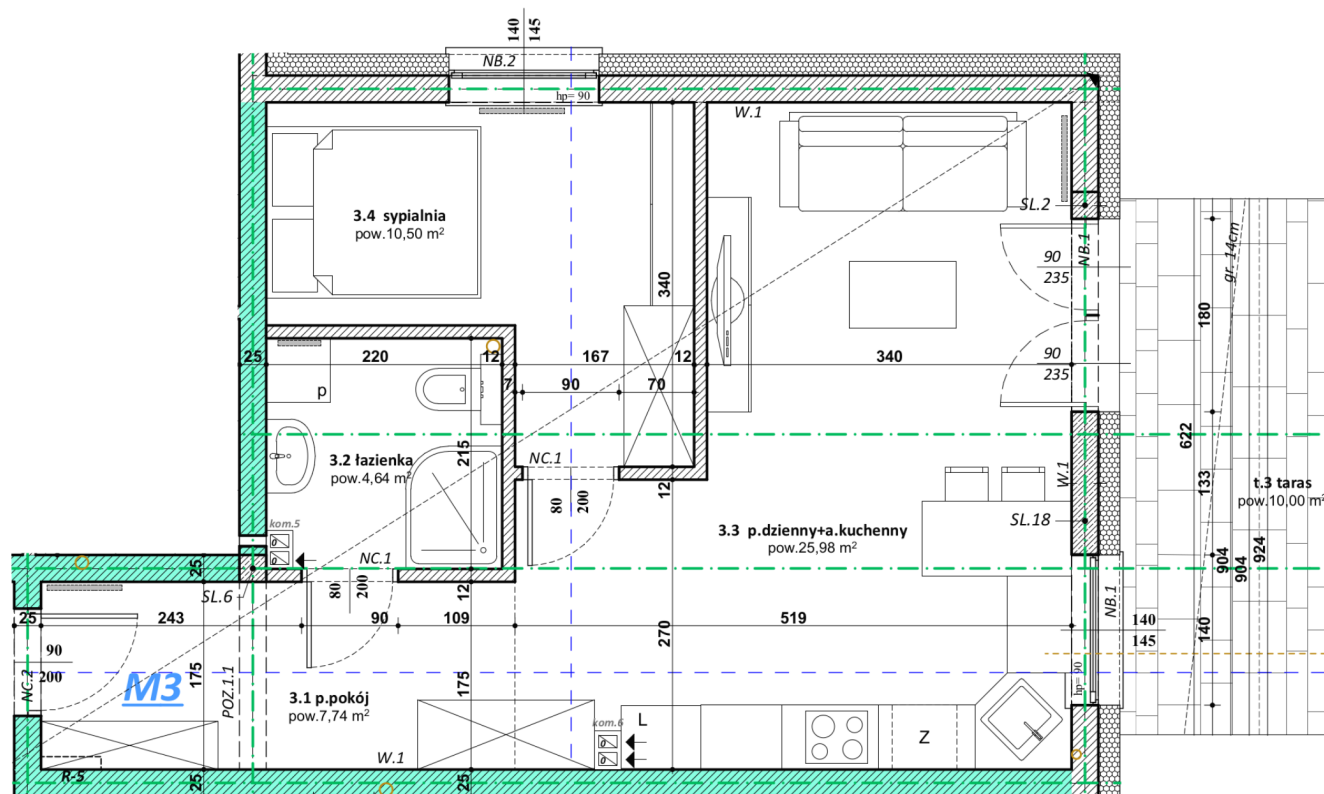 140
145
NB.2
hp= 90
W.1
3.4 sypialnia
pow.10,50 m²
SL.2
NB.1
90
235
gr. 14cm
340
180
25
220
12
167
12
340
90
235
7
90
70
p
622
215
NC.1
3.2 łazienka
pow.4,64 m²
12
W.1
133
t.3 taras
pow.10,00 m²
80
200
kom.5
SL.18
3.3 p.dzienny+a.kuchenny
pow.25,98 m²
904
904
924
NC.1
25
80
200
12
SL.6
NB.1
25
243
90
109
519
270
140
140
145
90
200
NC.2
M3
175
POZ.1.1
175
3.1 p.pokój
pow.7,74 m²
hp= 90
kom.6
L
Z
W.1
R-5
25
25